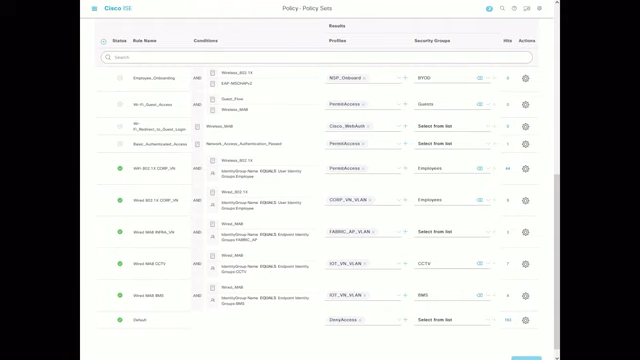 Cisco ISE
Policy · Policy Sets
Results
Status Rule Name Conditions Profiles Security Groups Hits Actions
Search
Employee_Onboarding AND Wireless_802.1X NSP_Onboard BYOD 0
EAP-MSCHAPv2
Wi-Fi_Guest_Access AND Guest_Flow PermitAccess Guests 0
Wireless_MAB
Wi-Fi_Redirect_to_Guest_Login Wireless_MAB Cisco_WebAuth Select from list 0
Basic_Authenticated_Access Network_Access_Authentication_Passed PermitAccess Select from list 1
WiFi 802.1X CORP_VN AND Wireless_802.1X PermitAccess Employees
IdentityGroup·Name EQUALS User Identity Groups:Employee
Wired 802.1X CORP_VN AND Wired_802.1X CORP_VN_VLAN Employees
IdentityGroup·Name EQUALS User Identity Groups:Employee
Wired MAB INFRA_VN AND Wired_MAB FABRIC_AP_VLAN Select from list
IdentityGroup·Name EQUALS Endpoint Identity Groups:FABRIC_AP
Wired MAB CCTV AND Wired_MAB IOT_VN_VLAN CCTV 7
IdentityGroup·Name EQUALS Endpoint Identity Groups:CCTV
Wired MAB BMS AND Wired_MAB IOT_VN_VLAN BMS 4
IdentityGroup·Name EQUALS Endpoint Identity Groups:BMS
Default DenyAccess Select from list